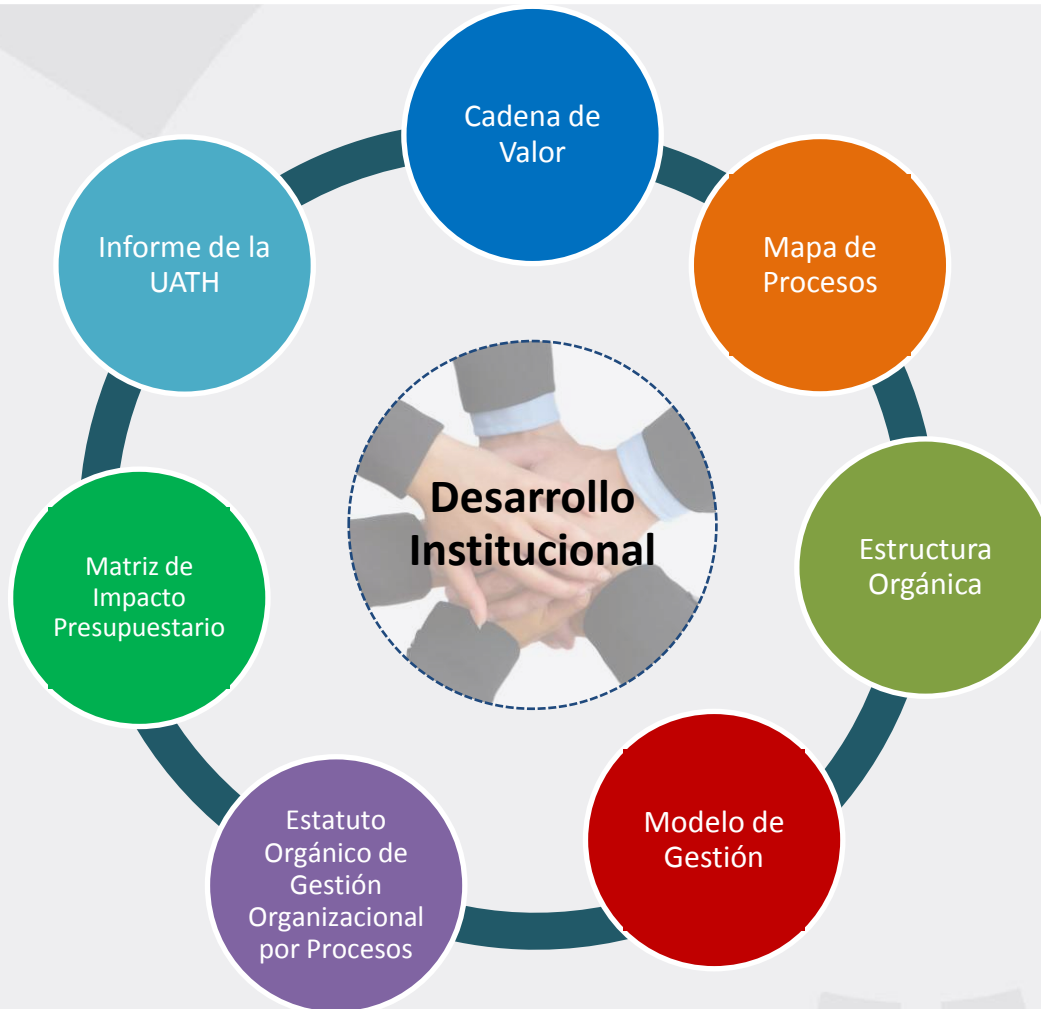 Cadena de
Valor
Mapa de
Procesos
Estructura
Orgánica
Modelo de
Gestión
Estatuto
Orgánico de
Gestión
Organizacional
por Procesos
Matriz de
Impacto
Presupuestario
Informe de la
UATH
Desarrollo
Institucional